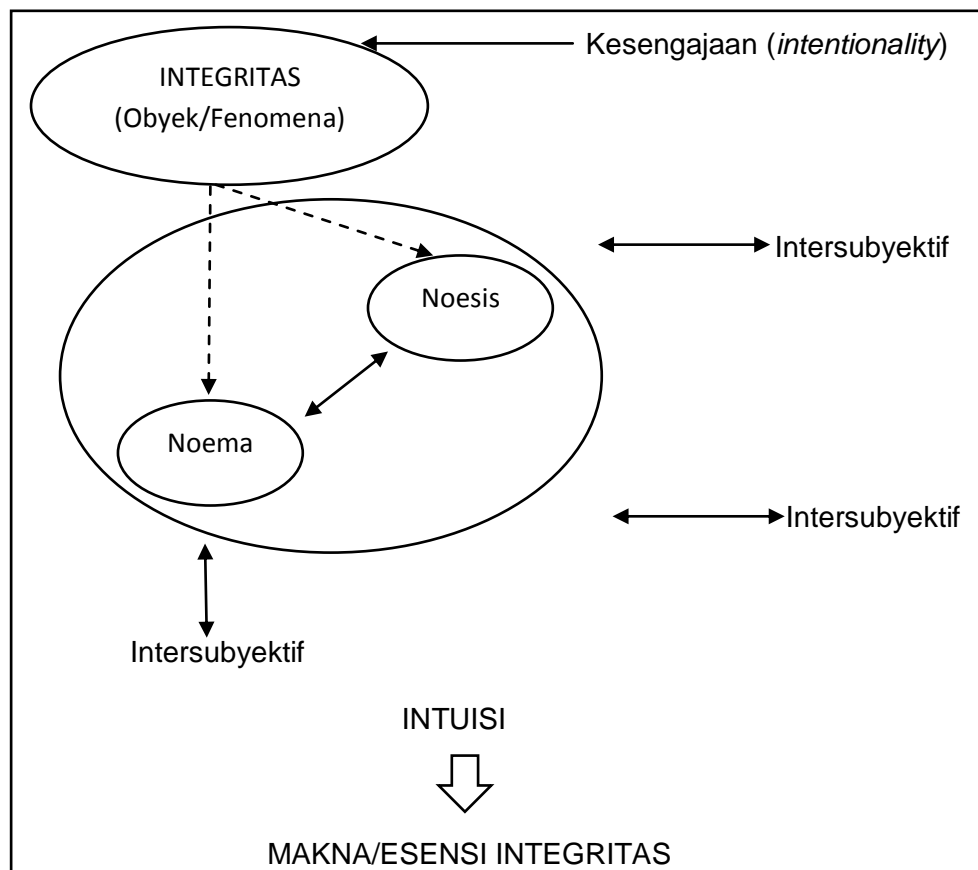 Kesengajaan (intentionality)
INTEGRITAS
(Obyek/Fenomena)
Intersubyektif
Noesis
Noema
Intersubyektif
Intersubyektif
INTUISI
MAKNA/ESENSI INTEGRITAS